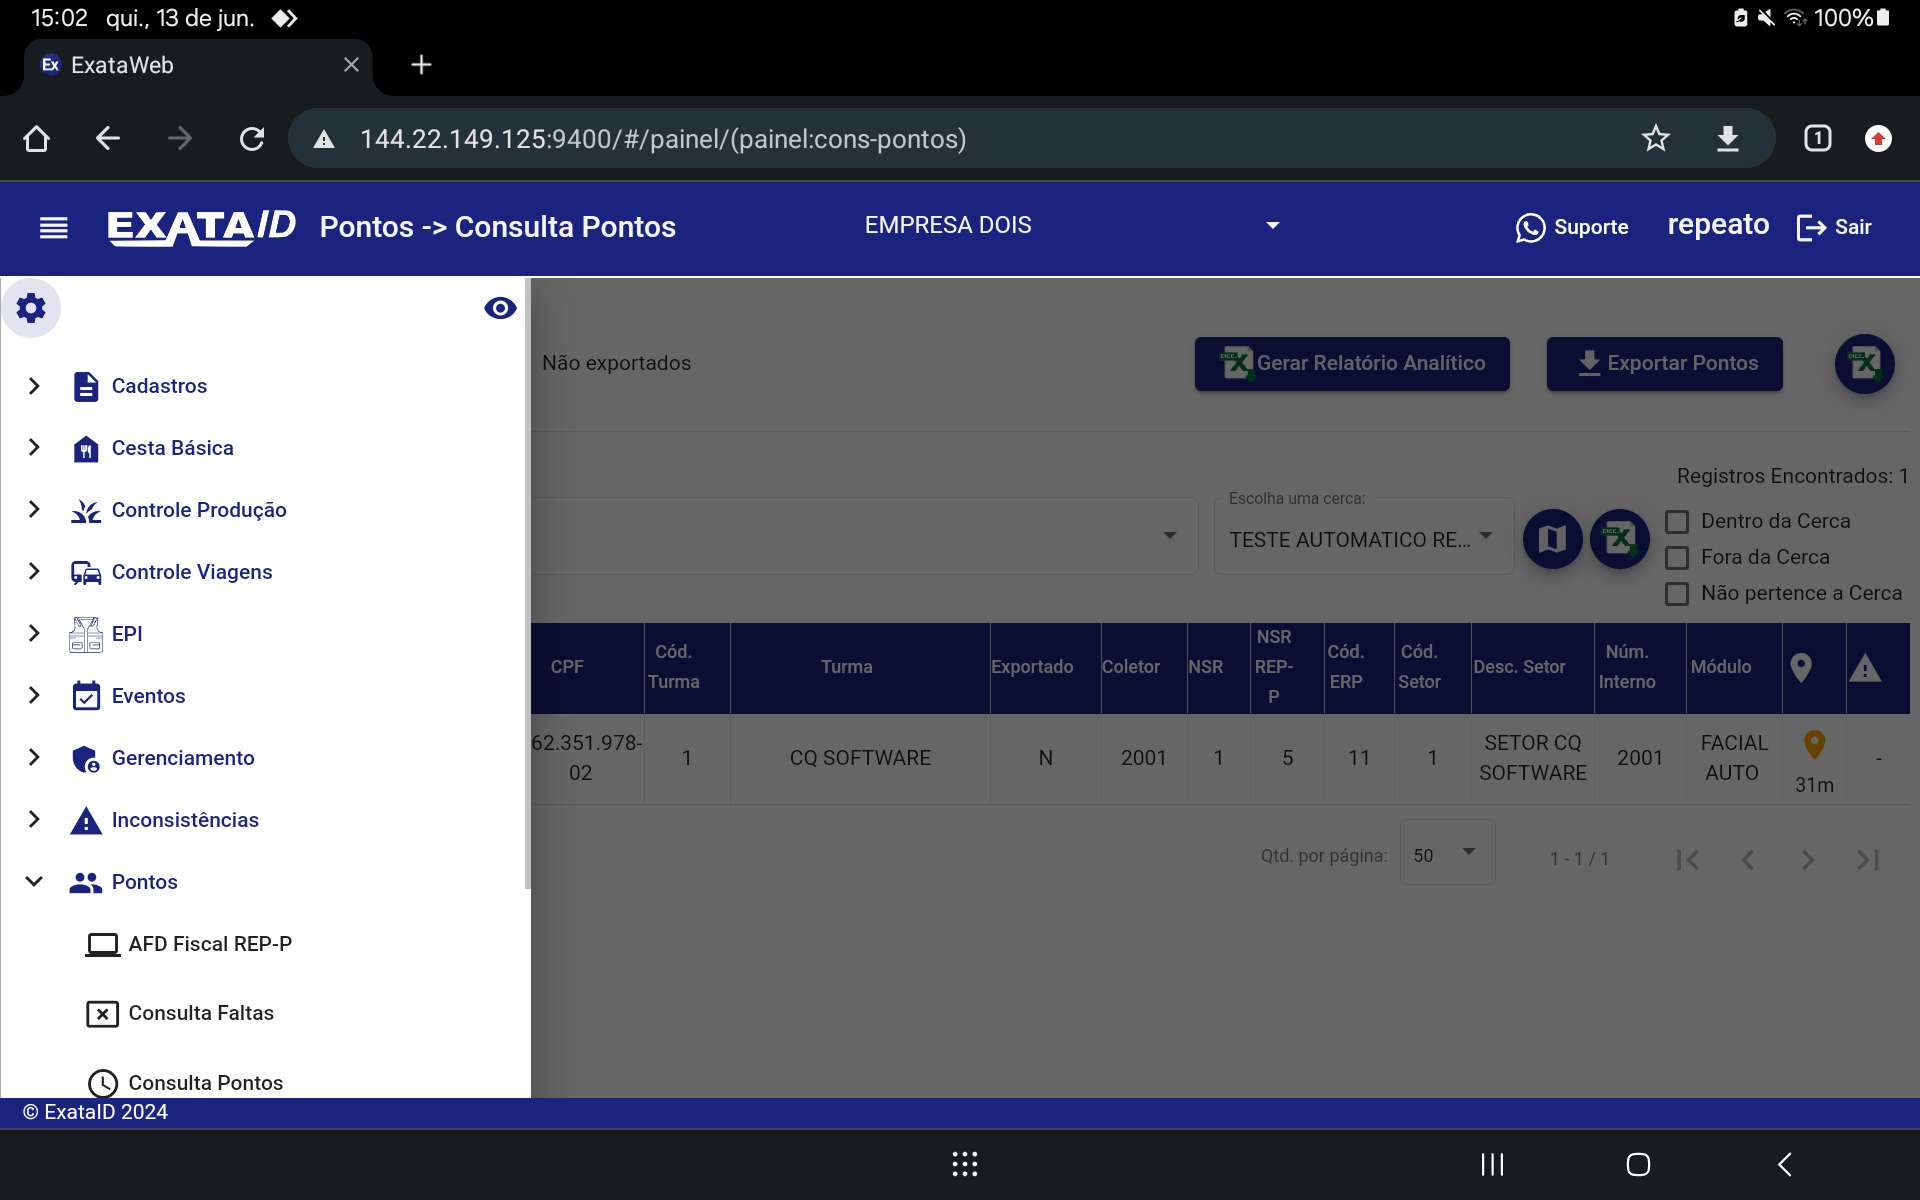 15:02 qui., 13 de jun. 100%
Ex ExataWeb
144.22.149.125:9400/#/painel/(painel:cons-pontos) 1
EXATAID Pontos -> Consulta Pontos EMPRESA DOIS Suporte repeato Sair
Não exportados Gerar Relatório Analítico Exportar Pontos
Cadastros
Cesta Básica
Controle Produção
Controle Viagens
EPI
Eventos
Gerenciamento
Inconsistências
Pontos
AFD Fiscal REP-P
Consulta Faltas
Consulta Pontos
Registros Encontrados: 1
Escolha uma cerca:
TESTE AUTOMATICO RE...
Dentro da Cerca
Fora da Cerca
Não pertence a Cerca
CPF Cód. Turma Turma Exportado Coletor NSR NSR REP-P Cód. ERP Cód. Setor Desc. Setor Núm. Interno Módulo
62.351.978-02 1 CQ SOFTWARE N 2001 1 5 11 1 SETOR CQ SOFTWARE 2001 FACIAL AUTO 31m -
Qtd. por página: 50 1 - 1 / 1
© ExataID 2024